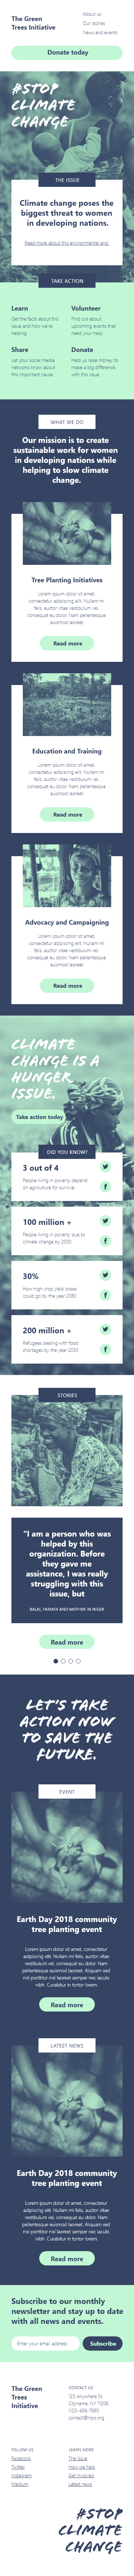 The Green
Trees Initiative
About us
Our stories
News and events
Donate today
#STOP
CLIMATE
CHANGE
THE ISSUE
Climate change poses the
biggest threat to women
in developing nations.
Read more about this environmental and
TAKE ACTION
Learn
Get the facts about this
issue and how we're
helping.
Volunteer
Find out about
upcoming events that
need your help.
Share
Let your social media
networks know about
this important cause.
Donate
Help us raise money to
make a big difference
with this issue.
WHAT WE DO
Our mission is to create
sustainable work for women
in developing nations while
helping to slow climate
change.
Tree Planting Initiatives
Lorem ipsum dolor sit amet,
consectetur adipiscing elit. Nullam mi
felis, auctor vitae vestibulum vel,
consequat eu dolor. Nam pellentesque
euismod laoreet
Read more
Education and Training
Lorem ipsum dolor sit amet,
consectetur adipiscing elit. Nullam mi
felis, auctor vitae vestibulum vel,
consequat eu dolor. Nam pellentesque
euismod laoreet
Read more
Advocacy and Campaigning
Lorem ipsum dolor sit amet,
consectetur adipiscing elit. Nullam mi
felis, auctor vitae vestibulum vel,
consequat eu dolor. Nam pellentesque
euismod laoreet
Read more
CLIMATE
CHANGE IS A
HUNGER
ISSUE.
Take action today
DID YOU KNOW?
3 out of 4
People living in poverty depend
on agriculture for survival
100 million +
People living in poverty due to
climate change by 2030
30%
How high crop yield losses
could go by the year 2080
200 million +
Refugees dealing with food
shortages by the year 2050
STORIES
"I am a person who was
helped by this
organization. Before
they gave me
assistance, I was really
struggling with this
issue, but
BALKI, FARMER AND MOTHER IN NIGER
Read more
LET'S TAKE
ACTION NOW
TO SAVE THE
FUTURE.
EVENT
Earth Day 2018 community
tree planting event
Lorem ipsum dolor sit amet, consectetur
adipiscing elit. Nullam mi felis, auctor vitae
vestibulum vel, consequat eu dolor. Nam
pellentesque euismod laoreet. Aliquam sed
mi porttitor nisl laoreet semper nec iaculis
nibh. Curabitur in tortor lorem.
Read more
LATEST NEWS
Earth Day 2018 community
tree planting event
Lorem ipsum dolor sit amet, consectetur
adipiscing elit. Nullam mi felis, auctor vitae
vestibulum vel, consequat eu dolor. Nam
pellentesque euismod laoreet. Aliquam sed
mi porttitor nisl laoreet semper nec iaculis
nibh. Curabitur in tortor lorem.
Read more
Subscribe to our monthly
newsletter and stay up to date
with all news and events.
Enter your email address
Subscribe
The Green
Trees
Initiative
CONTACT US
123 Anywhere St.
Cityname, NY 11206
(123) 456-7890
contact@npo.org
FOLLOW US
Facebook
Twitter
Instagram
Medium
LEARN MORE
The issue
How we help
Get involved
Latest news
#STOP
CLIMATE
CHANGE